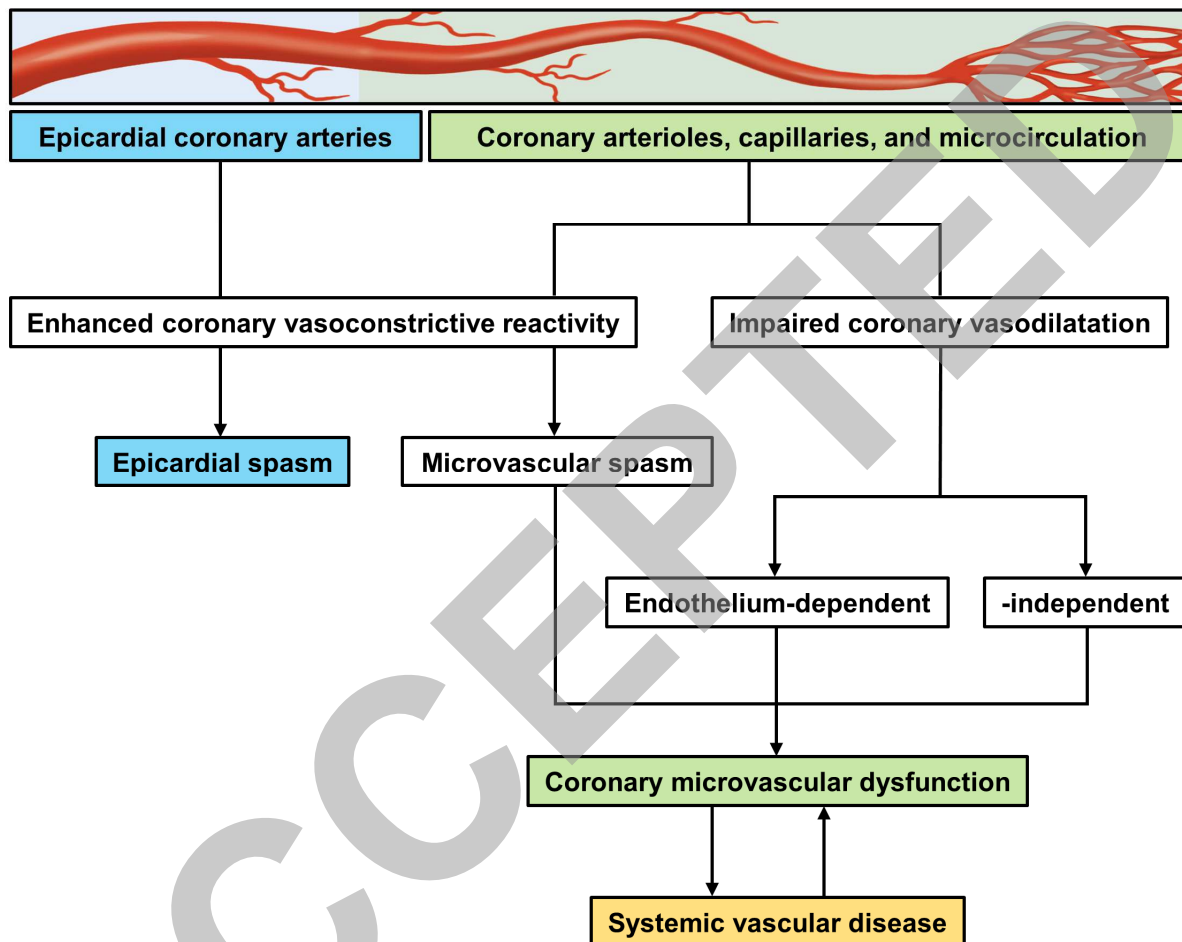 Epicardial coronary arteries
Coronary arterioles, capillaries, and microcirculation
Enhanced coronary vasoconstrictive reactivity
Impaired coronary vasodilatation
Epicardial spasm
Microvascular spasm
Endothelium-dependent
-independent
Coronary microvascular dysfunction
Systemic vascular disease
CCEPTED